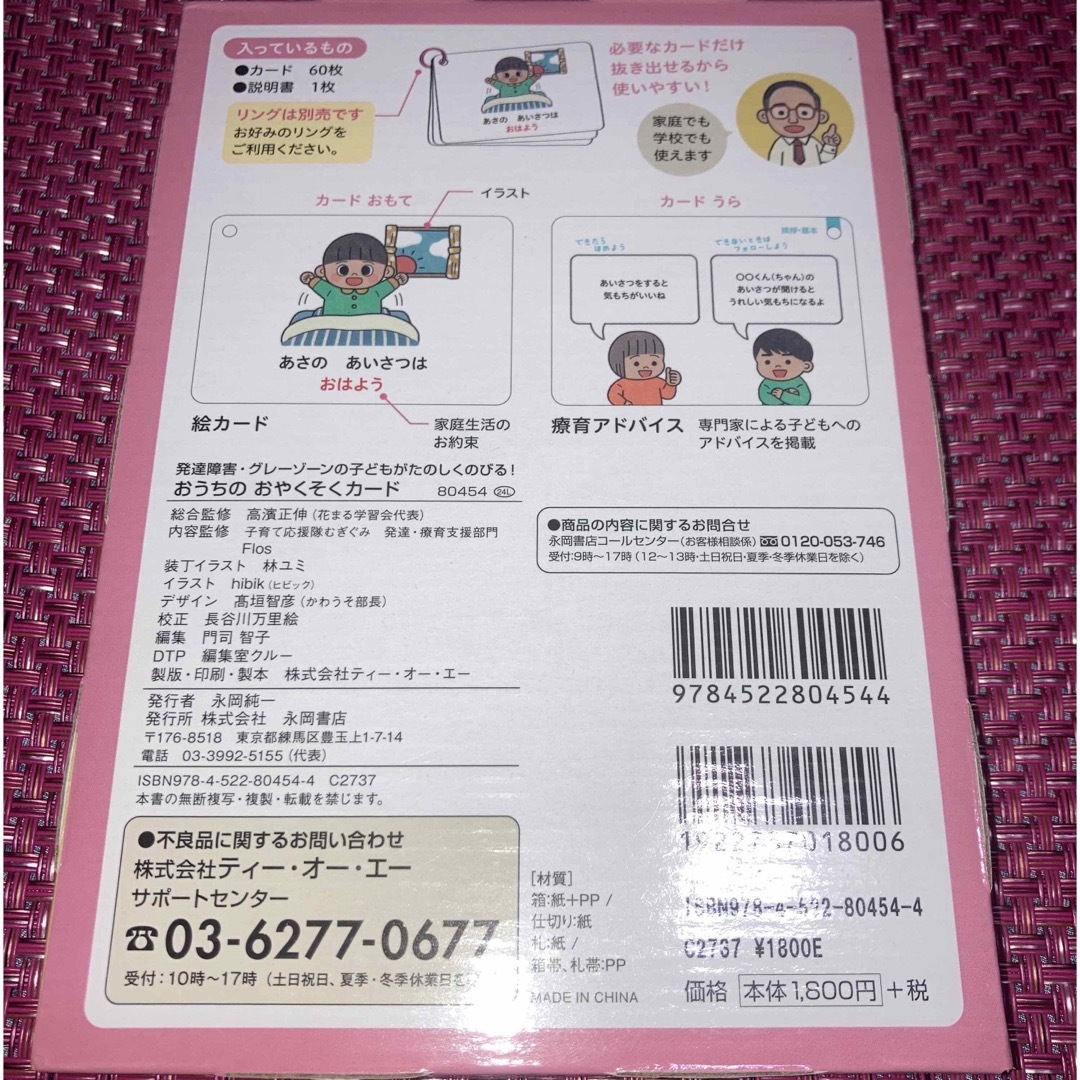 入っているもの
●カード 60枚
●説明書 1枚
リングは別売です
お好みのリングを
ご利用ください。
あさの あいさつは
おはよう
必要なカードだけ
抜き出せるから
使いやすい!
家庭でも
学校でも
使えます
カード おもて
イラスト
あさの あいさつは
おはよう
絵カード
家庭生活の
お約束
カード うら
挨拶・基本
できたら
ほめよう
できないときは
フォローしよう
あいさつをすると
気もちがいいね
〇〇くん(ちゃん)の
あいさつが聞けると
うれしい気もちになるよ
療育アドバイス
専門家による子どもへの
アドバイスを掲載
発達障害・グレーゾーンの子どもがたのしくのびる!
おうちの おやくそくカード 80454 24L
総合監修 高濱正伸(花まる学習会代表)
内容監修 子育て応援隊むぎぐみ 発達・療育支援部門
Flos
装丁イラスト 林ユミ
イラスト hibik(ヒビック)
デザイン 髙垣智彦(かわうそ部長)
校正 長谷川万里絵
編集 門司 智子
DTP 編集室クルー
製版・印刷・製本 株式会社ティー・オー・エー
発行者 永岡純一
発行所 株式会社 永岡書店
〒176-8518 東京都練馬区豊玉上1-7-14
電話 03-3992-5155(代表)
ISBN978-4-522-80454-4 C2737
本書の無断複写・複製・転載を禁じます。
●商品の内容に関するお問合せ
永岡書店コールセンター(お客様相談係) 0120-053-746
受付:9時〜17時(12〜13時・土日祝日・夏季・冬季休業日を除く)
9784522804544
●不良品に関するお問い合わせ
株式会社ティー・オー・エー
サポートセンター
☎03-6277-0677
受付:10時〜17時(土日祝日、夏季・冬季休業日を
[材質]
箱:紙+PP /
仕切り:紙
札:紙 /
箱帯、札帯:PP
MADE IN CHINA
018006
ISBN978-4-522-80454-4
C2737 ¥1800E
価格 本体1,800円+税